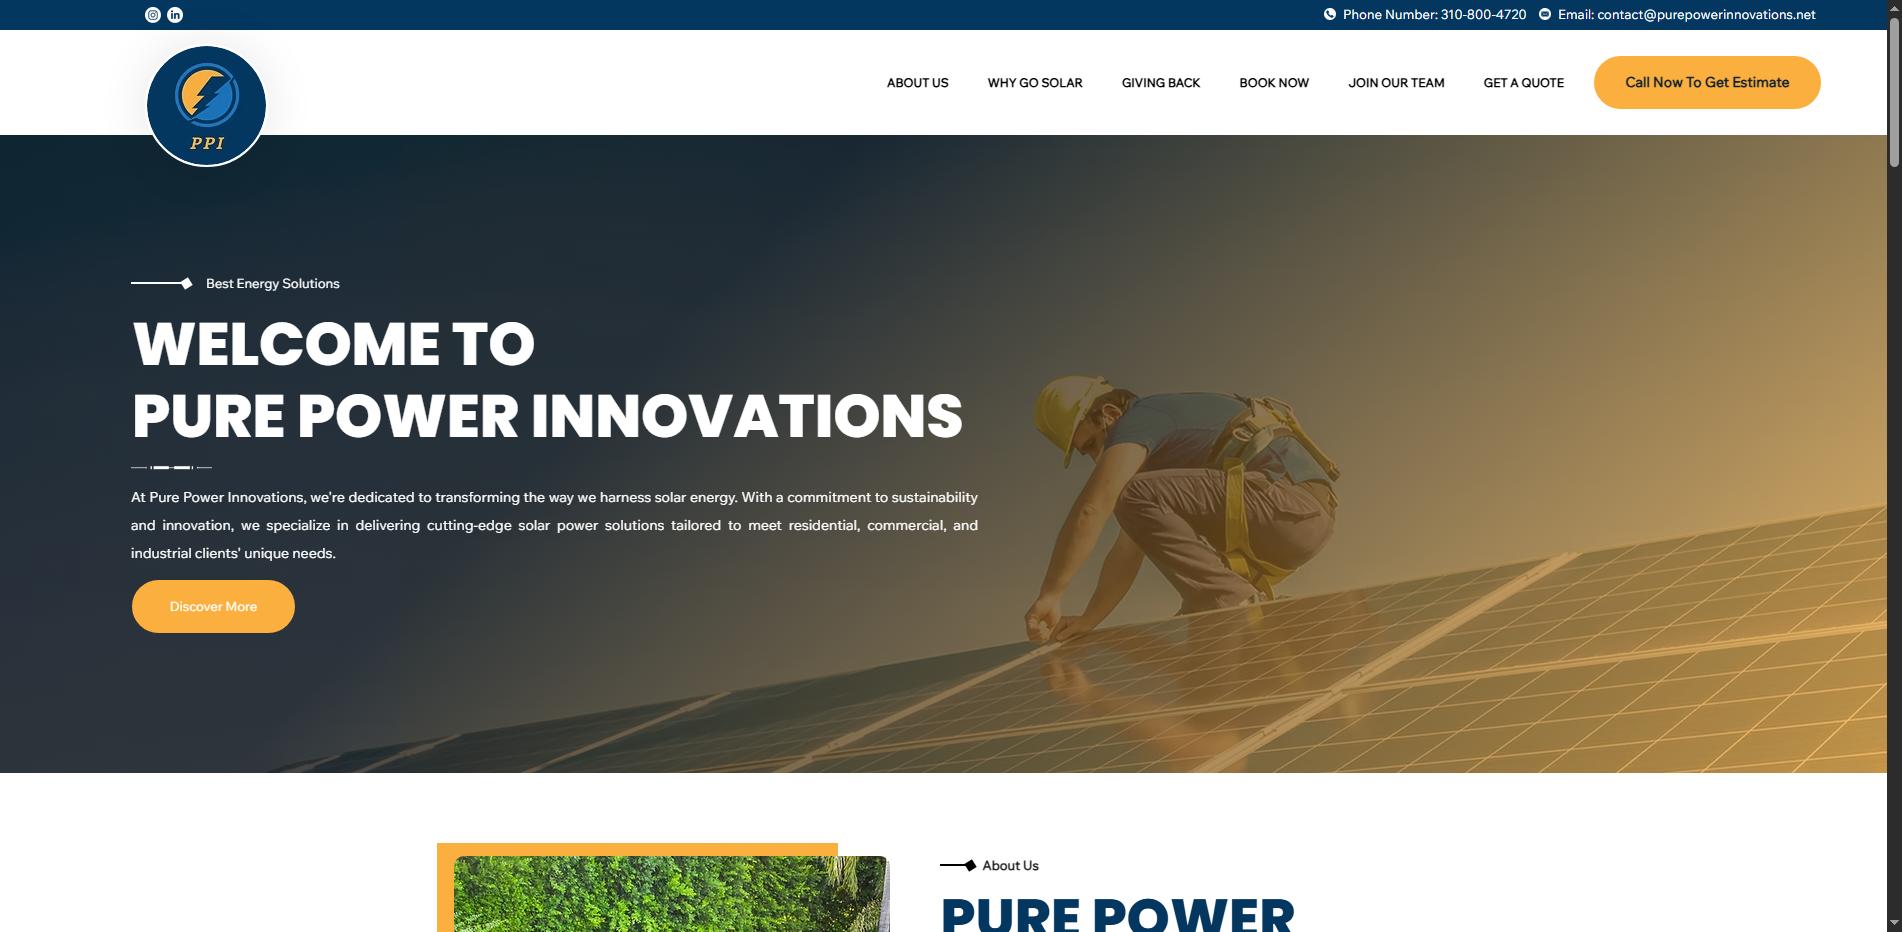 Phone Number: 310-800-4720
Email: contact@purepowerinnovations.net
PPI
ABOUT US
WHY GO SOLAR
GIVING BACK
BOOK NOW
JOIN OUR TEAM
GET A QUOTE
Call Now To Get Estimate
Best Energy Solutions
WELCOME TO
PURE POWER INNOVATIONS
At Pure Power Innovations, we're dedicated to transforming the way we harness solar energy. With a commitment to sustainability
and innovation, we specialize in delivering cutting-edge solar power solutions tailored to meet residential, commercial, and
industrial clients' unique needs.
Discover More
About Us
PURE POWER